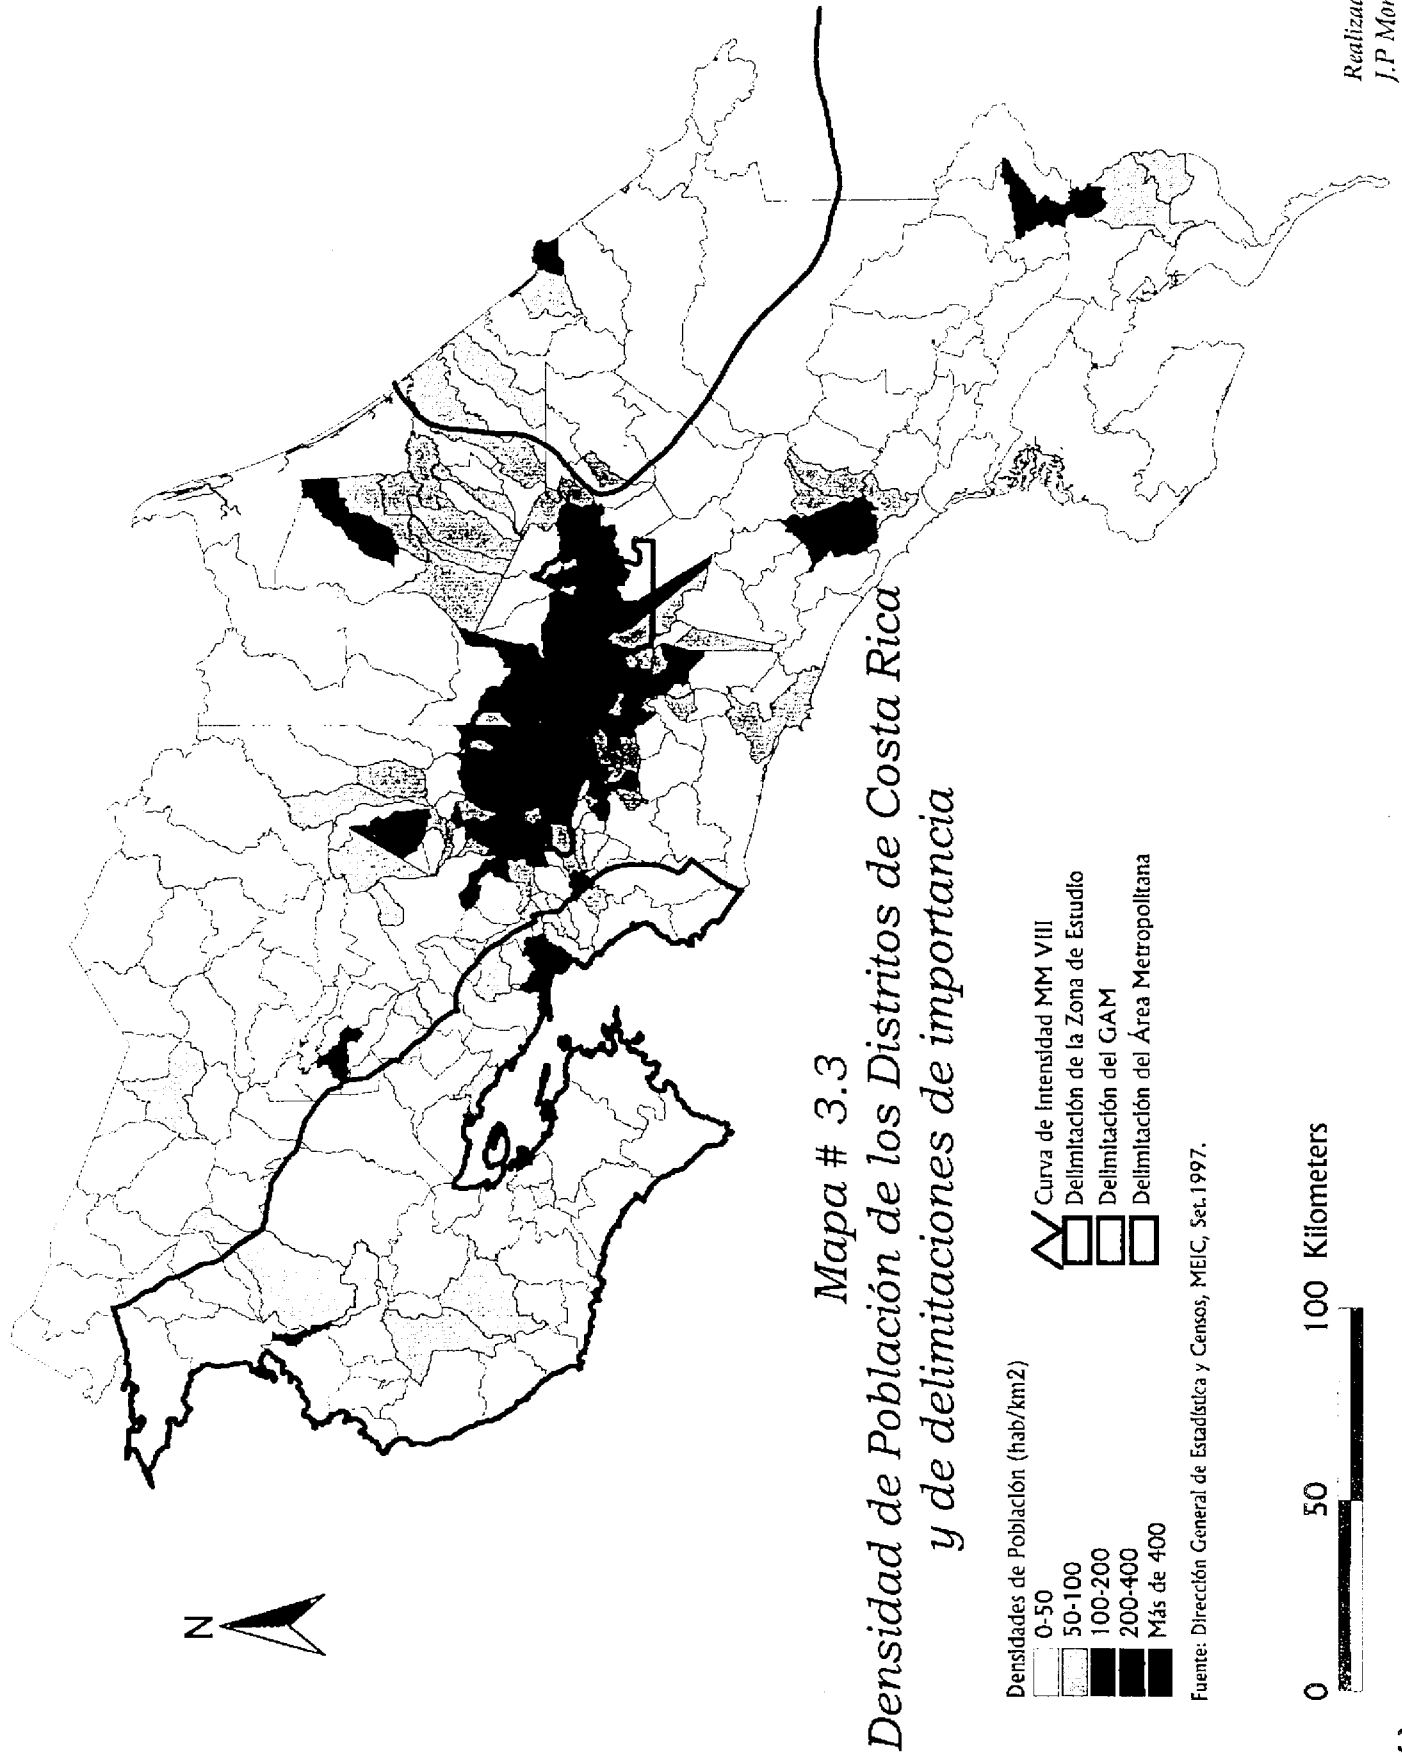 N
Mapa # 3.3
Densidad de Población de los Distritos de Costa Rica
y de delimitaciones de importancia
Densidades de Población (hab/km2)
0-50
50-100
100-200
200-400
Más de 400
Curva de Intensidad MM VIII
Delimitación de la Zona de Estudio
Delimitación del GAM
Delimitación del Área Metropolitana
Fuente: Dirección General de Estadística y Censos, MEIC, Set.1997.
0 50 100 Kilometers
J.P